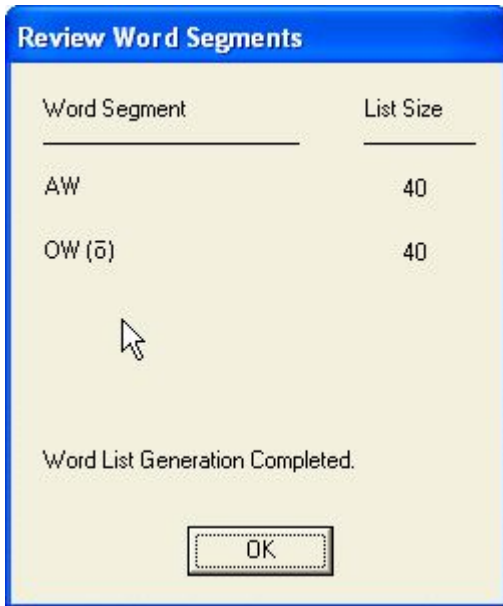 Review Word Segments
Word Segment List Size
AW 40
OW (ō) 40
Word List Generation Completed.
OK